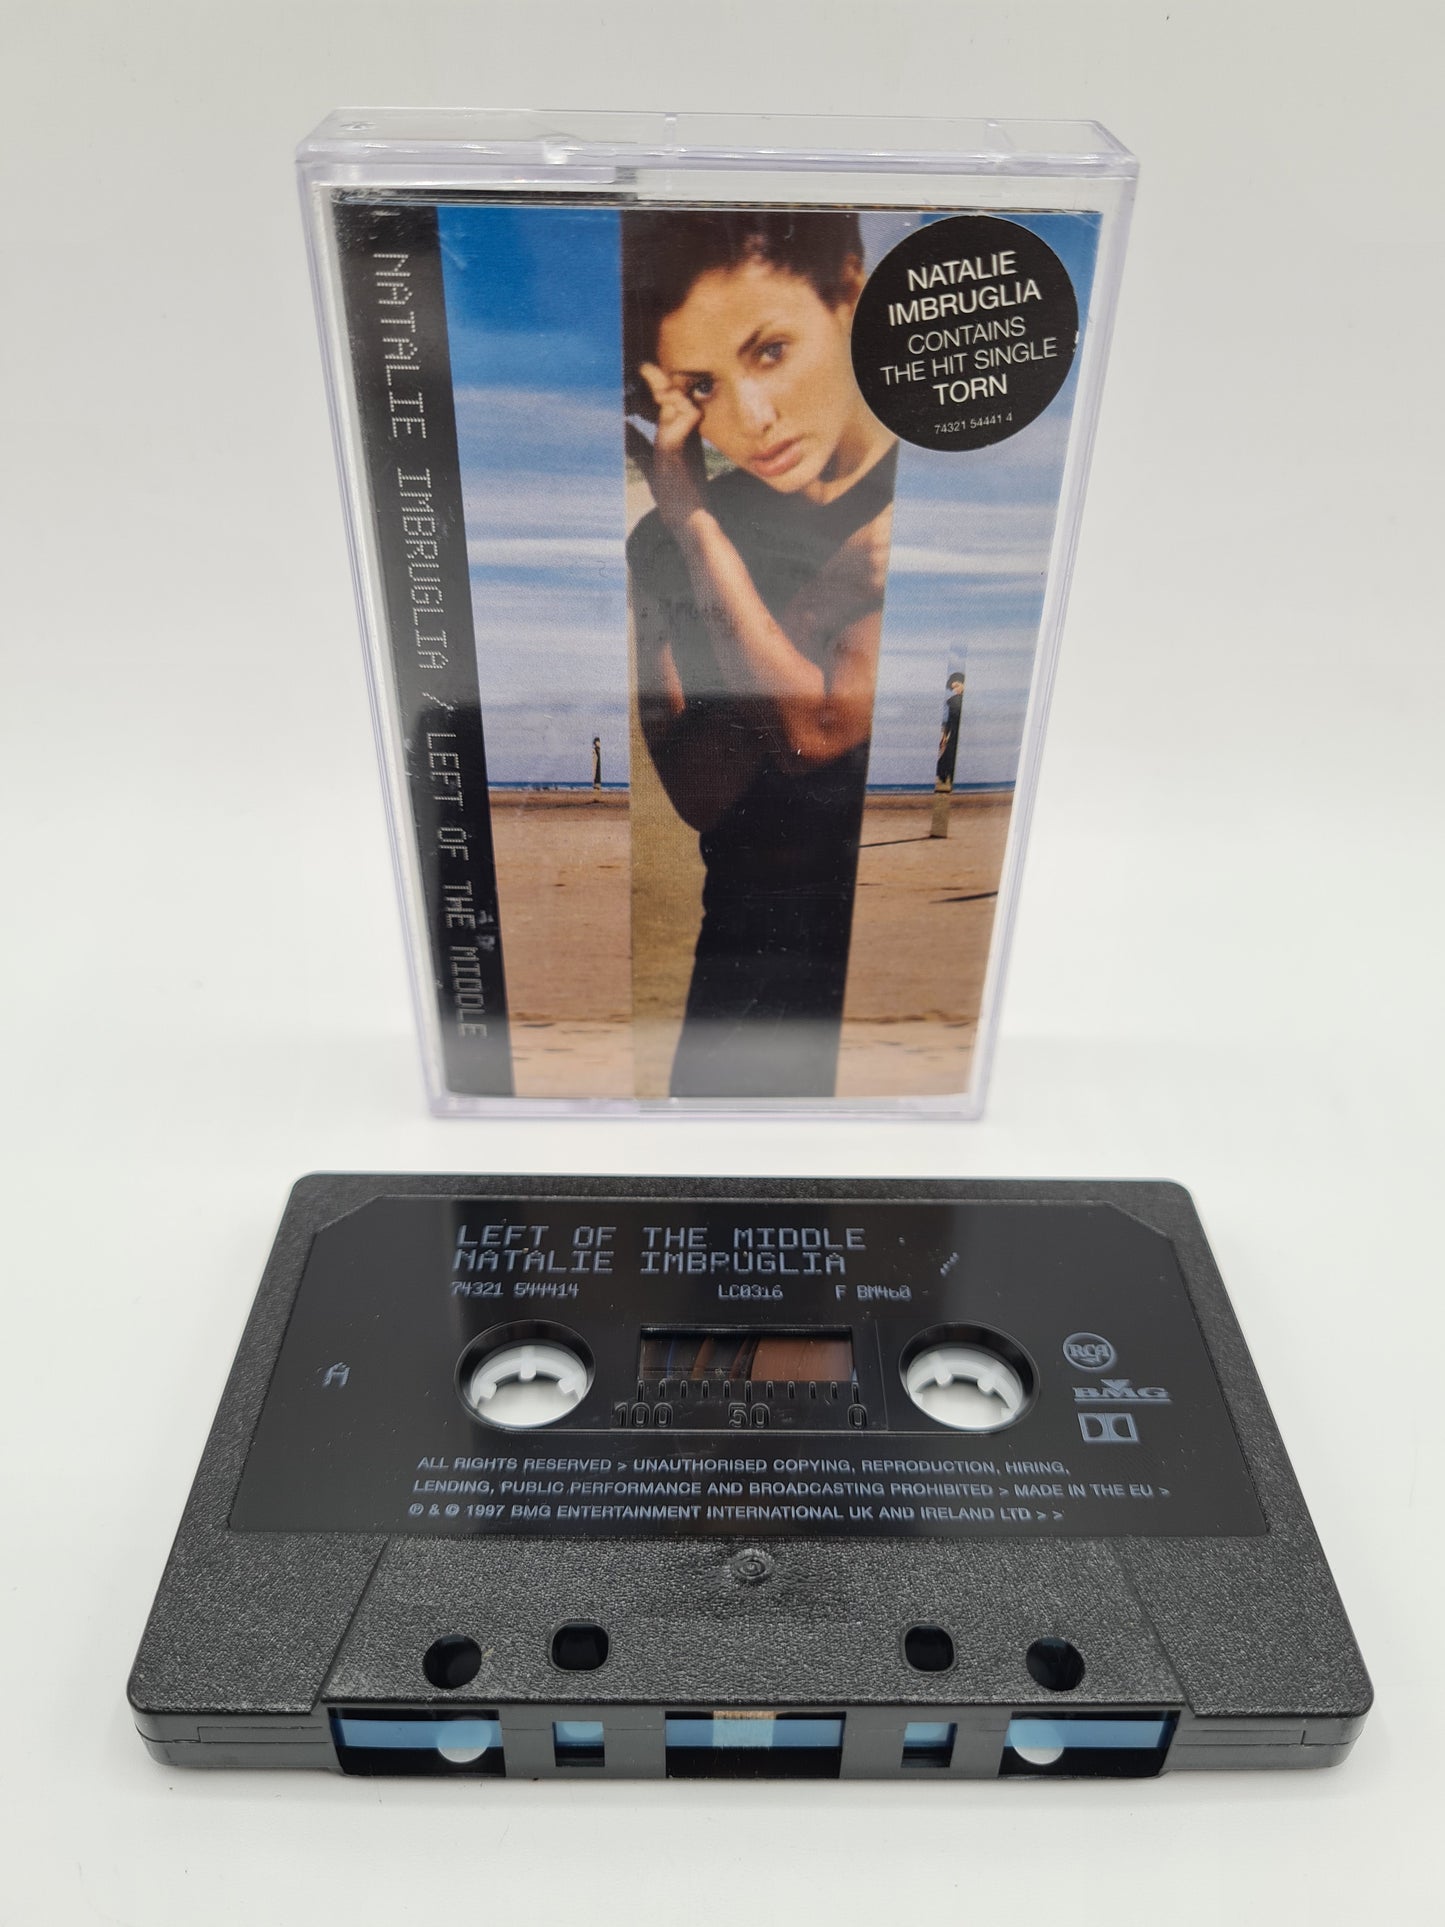 NATALIE IMBRUGLIA / LEFT OF THE MIDDLE
NATALIE
IMBRUGLIA
CONTAINS
THE HIT SINGLE
TORN
74321 54441 4
LEFT OF THE MIDDLE
NATALIE IMBRUGLIA
74321 544414 LC0316 F BM460
A
RCA
BMG
100 50 0
ALL RIGHTS RESERVED > UNAUTHORISED COPYING, REPRODUCTION, HIRING,
LENDING, PUBLIC PERFORMANCE AND BROADCASTING PROHIBITED > MADE IN THE EU >
℗ & © 1997 BMG ENTERTAINMENT INTERNATIONAL UK AND IRELAND LTD > >